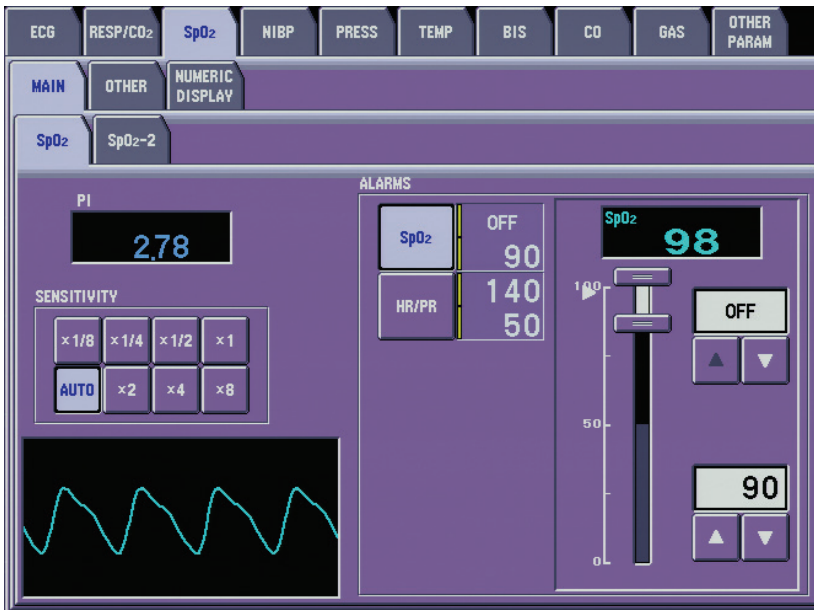 ECG RESP/CO₂ SpO₂ NIBP PRESS TEMP BIS CO GAS OTHER PARAM
MAIN OTHER NUMERIC DISPLAY
SpO₂ SpO₂-2
PI
2.78
SENSITIVITY
×1/8 ×1/4 ×1/2 ×1
AUTO ×2 ×4 ×8
ALARMS
SpO₂ OFF
90
HR/PR 140
50
SpO₂
98
100
50
0
OFF
90